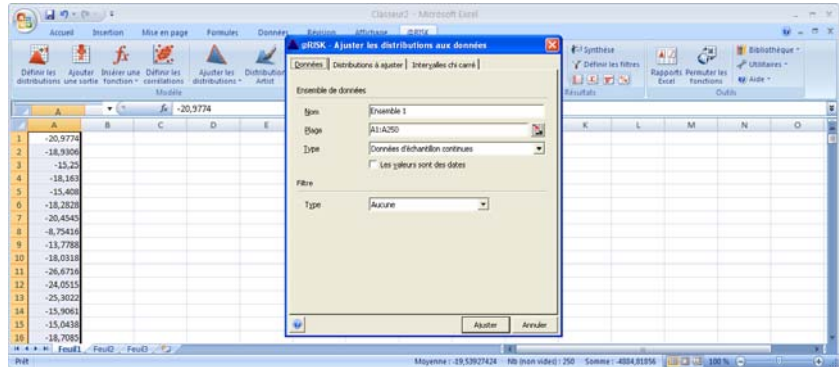 Classeur2 - Microsoft Excel
Accueil Insertion Mise en page Formules Données Révision Affichage @RISK
Définir les distributions
Ajouter une sortie
Insérer une fonction
Définir les corrélations
Ajuster les distributions
Distribution Artist
Modèle
Synthèse
Définir les filtres
Résultats
Rapports Excel
Permuter les fonctions
Bibliothèque
Utilitaires
Aide
Outils
@RISK - Ajuster les distributions aux données
Données Distributions à ajuster Intervalles chi carré
Ensemble de données
Nom Ensemble 1
Plage A1:A250
Type Données d'échantillon continues
Les valeurs sont des dates
Filtre
Type Aucune
Ajuster Annuler
A fx -20,9774
A B C D E K L M N O
1 -20,9774
2 -18,9306
3 -15,25
4 -18,163
5 -15,408
6 -18,2828
7 -20,4545
8 -8,75416
9 -13,7788
10 -18,0318
11 -26,6716
12 -24,0515
13 -25,3022
14 -15,9061
15 -15,0438
16 -18,7085
Feuil1 Feuil2 Feuil3
Prêt Moyenne : -19,53927424 Nb (non vides) : 250 Somme : -4884,81856 100 %